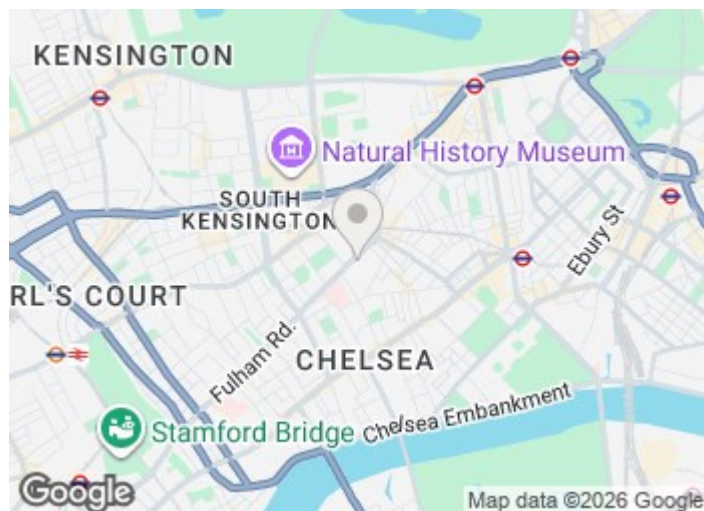 KENSINGTON
Natural History Museum
SOUTH
KENSINGTON
Ebury St
RL'S COURT
Fulham Rd.
CHELSEA
Chelsea Embankment
Stamford Bridge
Google
Map data ©2026 Google